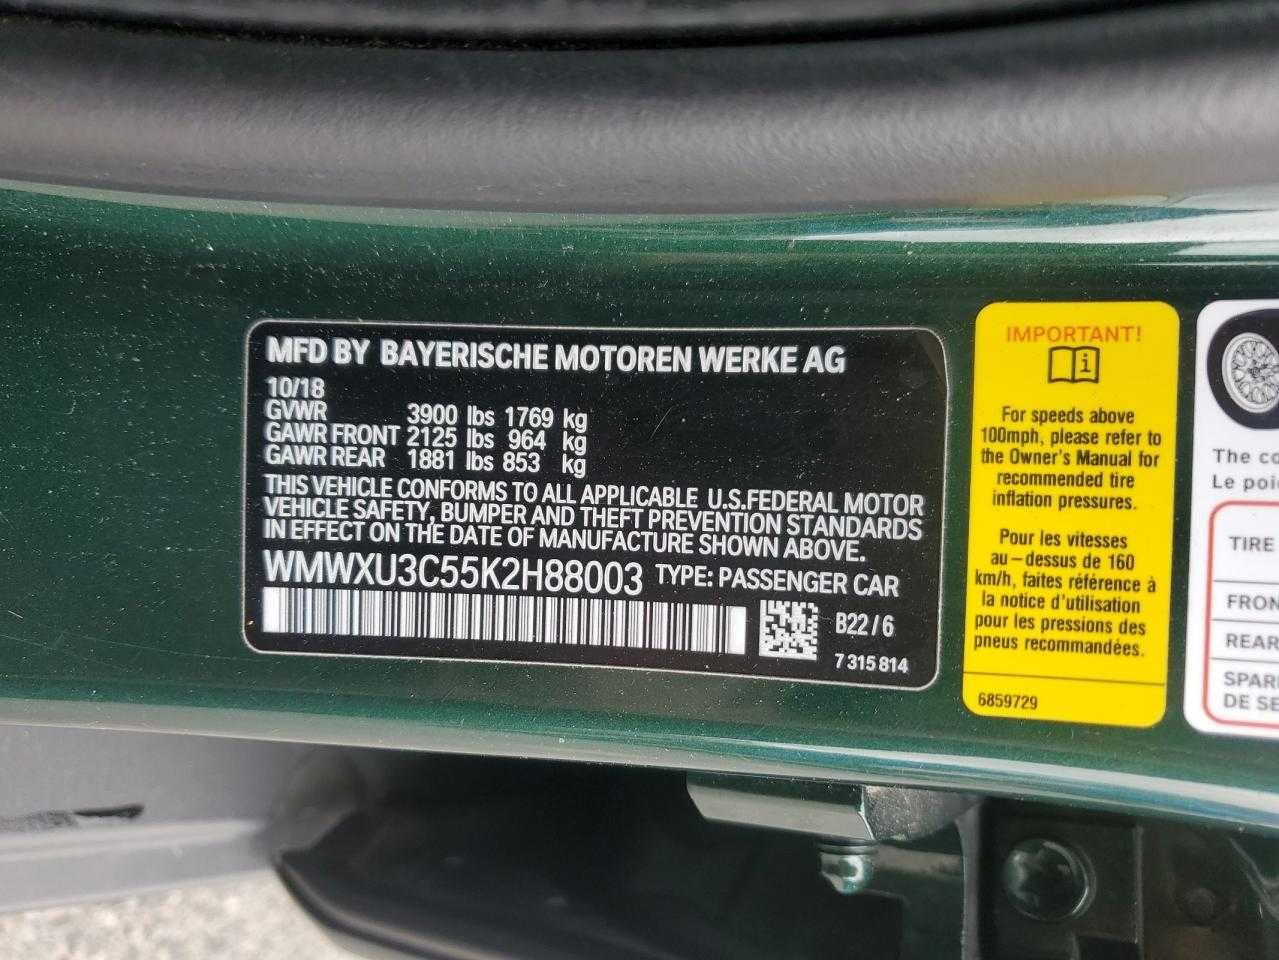 MFD BY BAYERISCHE MOTOREN WERKE AG
10/18
GVWR 3900 lbs 1769 kg
GAWR FRONT 2125 lbs 964 kg
GAWR REAR 1881 lbs 853 kg
THIS VEHICLE CONFORMS TO ALL APPLICABLE U.S.FEDERAL MOTOR
VEHICLE SAFETY, BUMPER AND THEFT PREVENTION STANDARDS
IN EFFECT ON THE DATE OF MANUFACTURE SHOWN ABOVE.
WMWXU3C55K2H88003 TYPE: PASSENGER CAR
B22/6
7 315 814
IMPORTANT!
i
For speeds above
100mph, please refer to
the Owner's Manual for
recommended tire
inflation pressures.
Pour les vitesses
au-dessus de 160
km/h, faites référence à
la notice d'utilisation
pour les pressions des
pneus recommandées.
6859729
The co
Le poi
TIRE
FRON
REAR
SPAR
DE SE